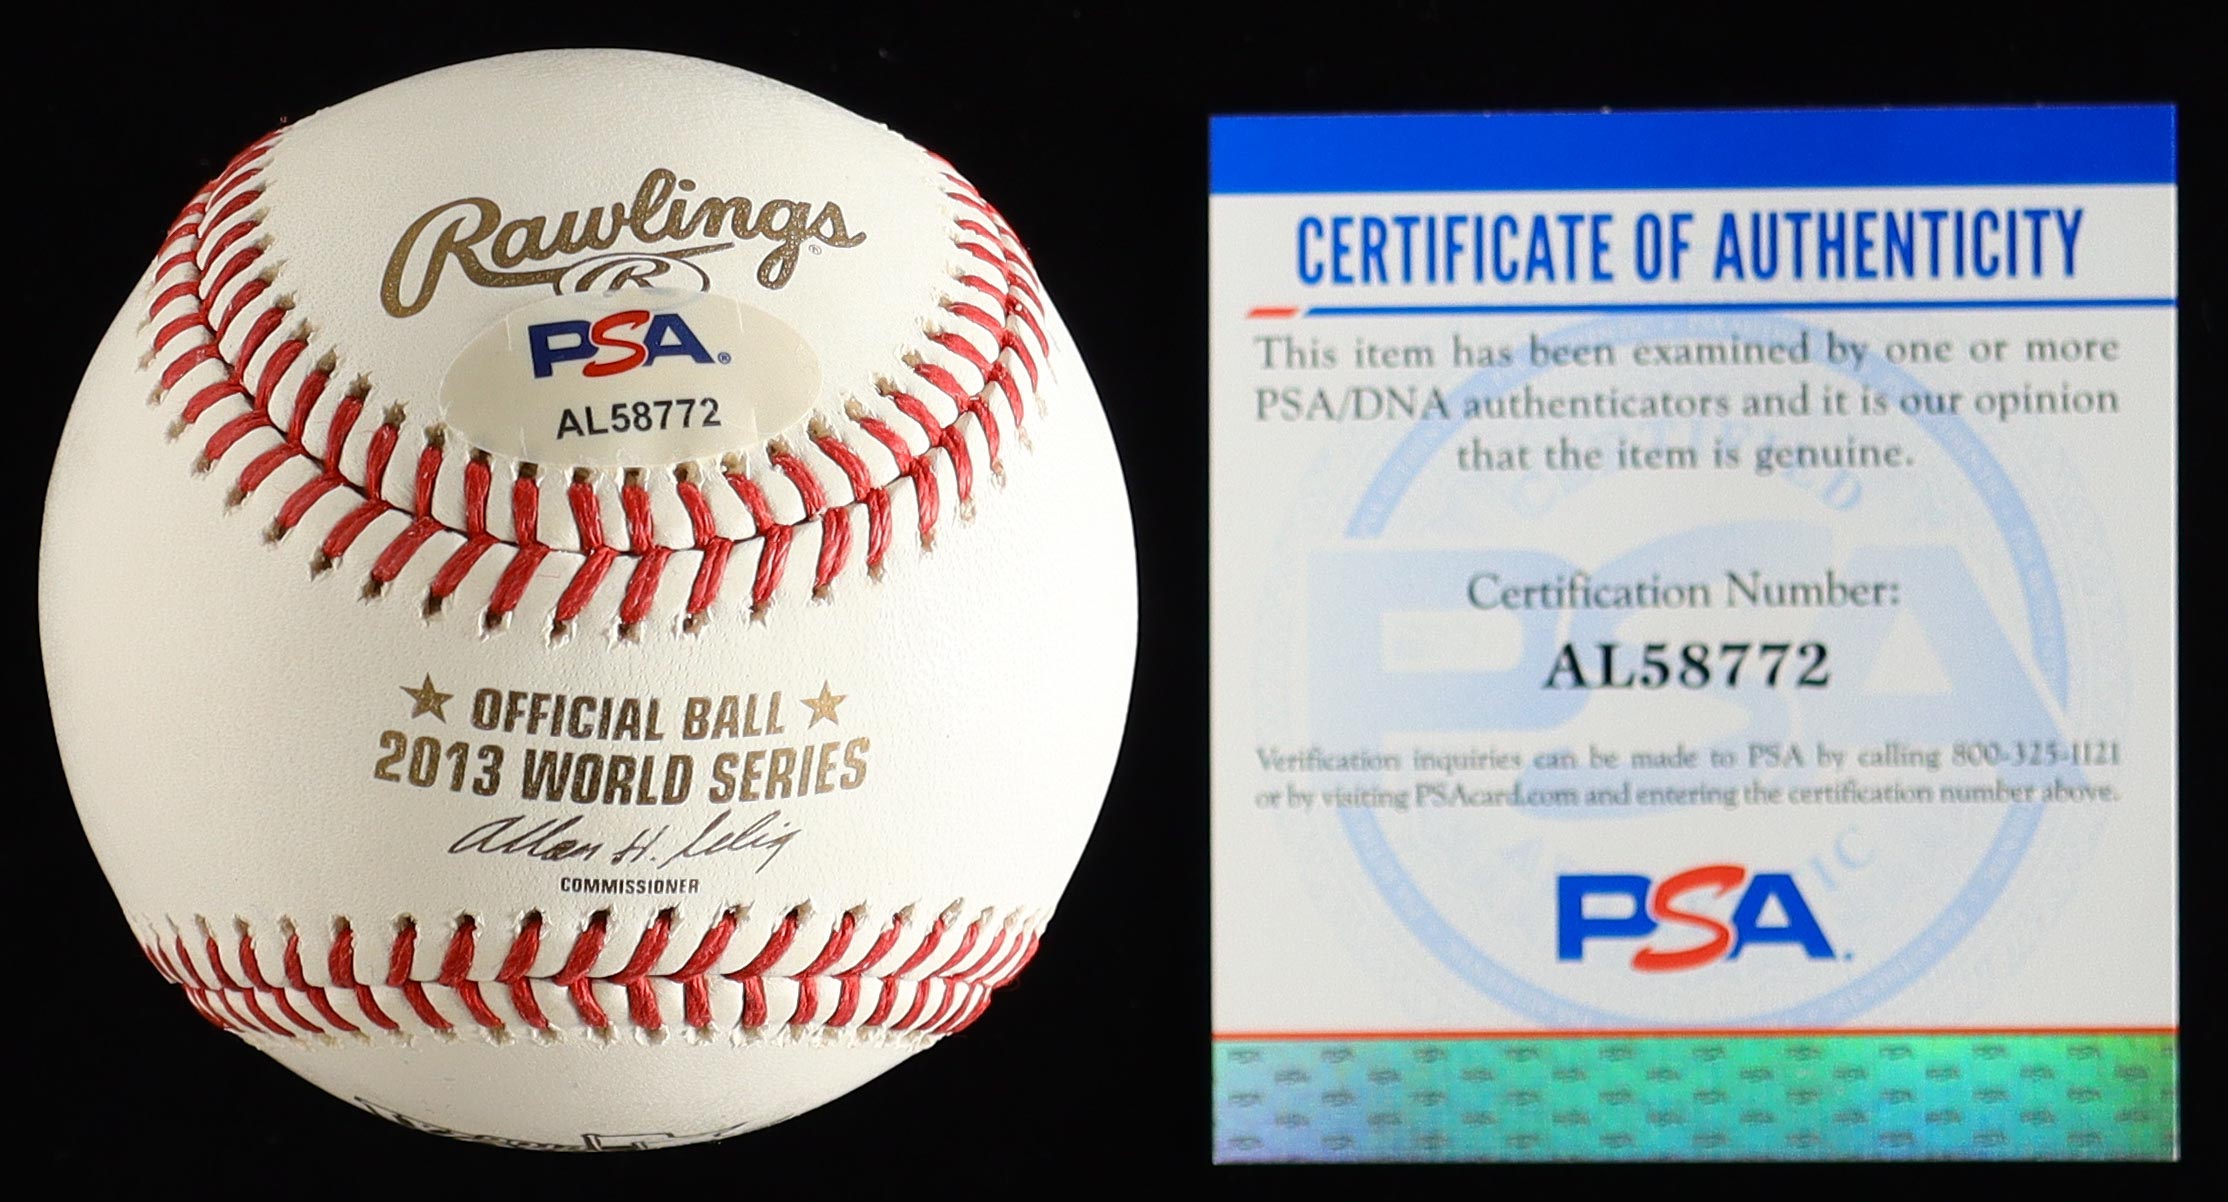 Rawlings®
R
PSA®
AL58772
OFFICIAL BALL
2013 WORLD SERIES
Allan H. Selig
COMMISSIONER
CERTIFICATE OF AUTHENTICITY
This item has been examined by one or more
PSA/DNA authenticators and it is our opinion
that the item is genuine.
Certification Number:
AL58772
Verification inquiries can be made to PSA by calling 800-325-1121
or by visiting PSAcard.com and entering the certification number above.
PSA.